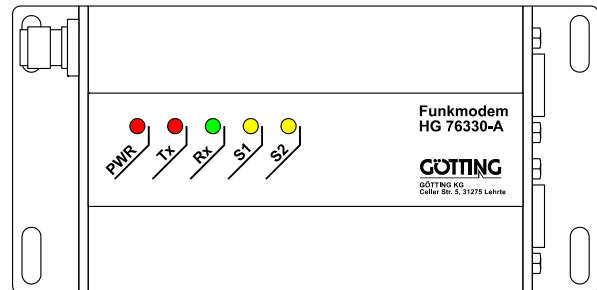 PWR Tx Rx S1 S2
Funkmodem
HG 76330-A
GÖTTING
GÖTTING KG
Celler Str. 5, 31275 Lehrte